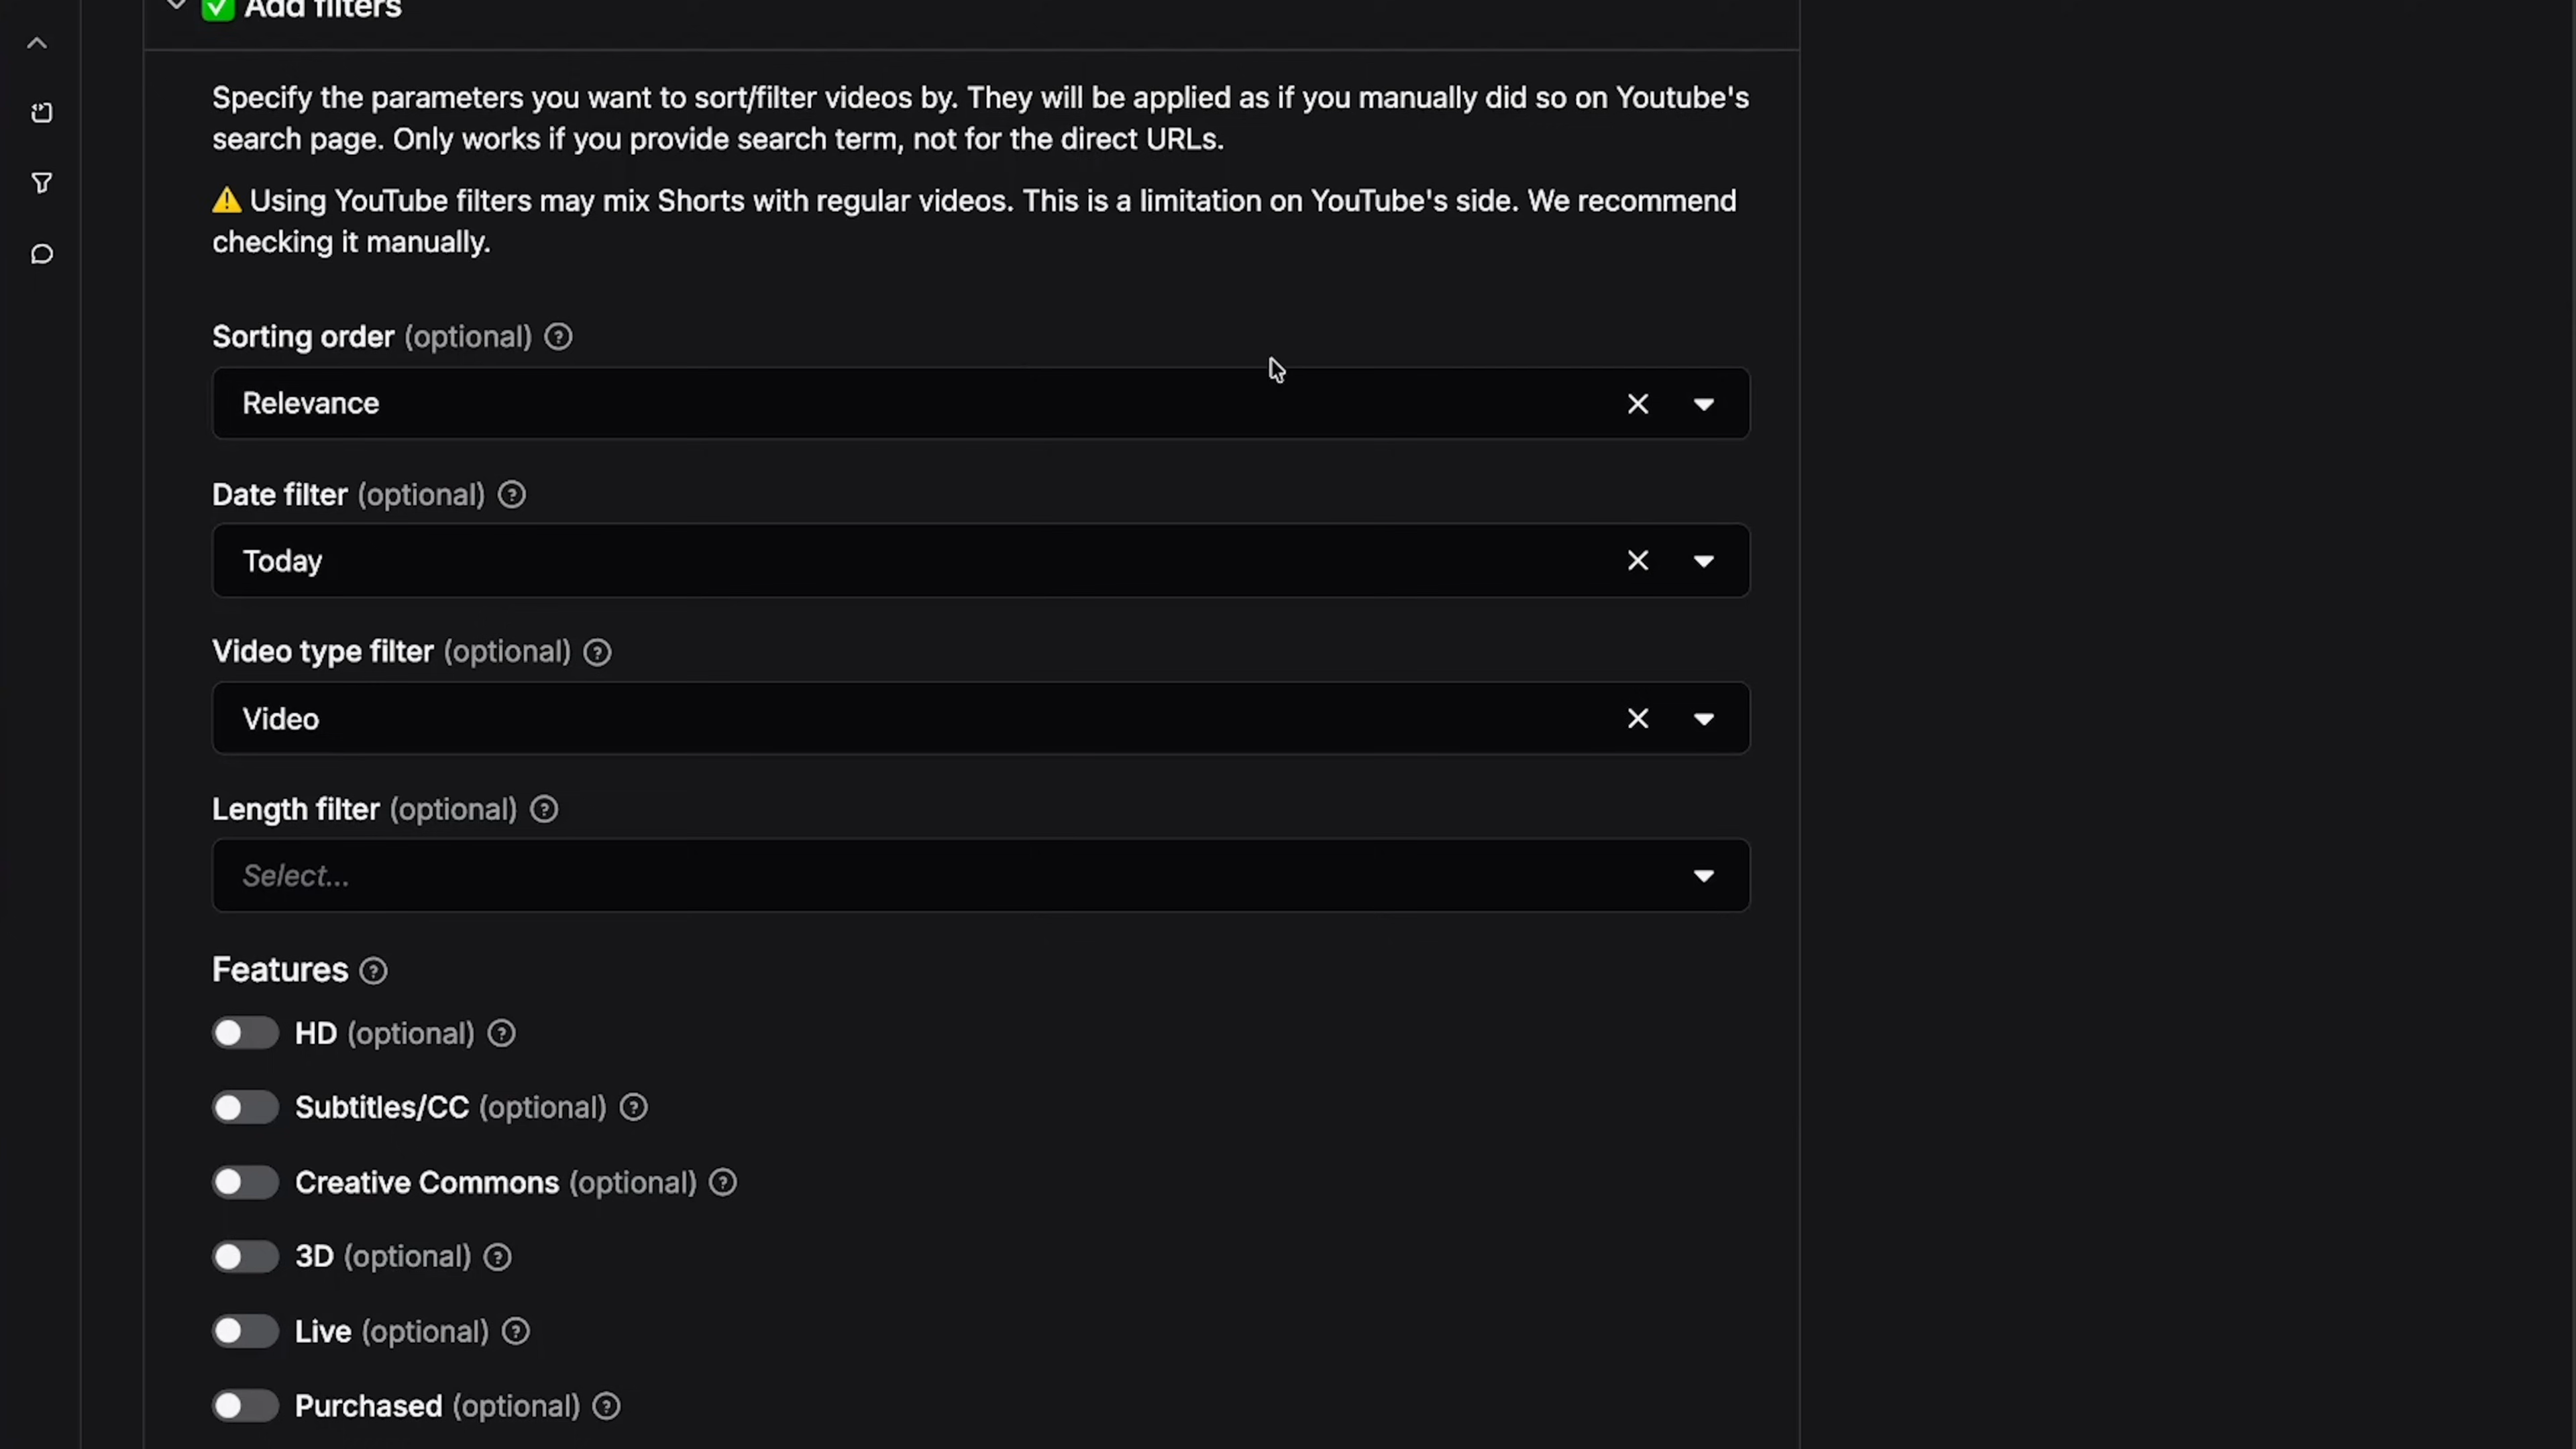 Add filters
Specify the parameters you want to sort/filter videos by. They will be applied as if you manually did so on Youtube's
search page. Only works if you provide search term, not for the direct URLs.
⚠️ Using YouTube filters may mix Shorts with regular videos. This is a limitation on YouTube's side. We recommend
checking it manually.
Sorting order (optional)
Relevance
Date filter (optional)
Today
Video type filter (optional)
Video
Length filter (optional)
Select...
Features
HD (optional)
Subtitles/CC (optional)
Creative Commons (optional)
3D (optional)
Live (optional)
Purchased (optional)